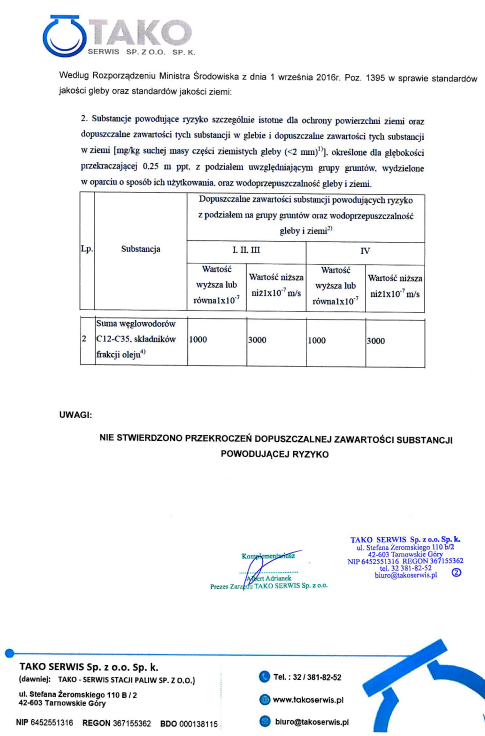 TAKO
SERWIS SP. Z O.O. SP. K.
Według Rozporządzeniu Ministra Środowiska z dnia 1 września 2016r. Poz. 1395 w sprawie standardów
jakości gleby oraz standardów jakości ziemi:
2. Substancje powodujące ryzyko szczególnie istotne dla ochrony powierzchni ziemi oraz
dopuszczalne zawartości tych substancji w glebie i dopuszczalne zawartości tych substancji
w ziemi [mg/kg suchej masy części ziemistych gleby (<2 mm)¹⁾], określone dla głębokości
przekraczającej 0,25 m ppt, z podziałem uwzględniającym grupy gruntów, wydzielone
w oparciu o sposób ich użytkowania, oraz wodoprzepuszczalność gleby i ziemi.
Lp.
Substancja
Dopuszczalne zawartości substancji powodujących ryzyko
z podziałem na grupy gruntów oraz wodoprzepuszczalność
gleby i ziemi²⁾
I, II, III
IV
Wartość
wyższa lub
równa1x10⁻⁷
Wartość niższa
niż1x10⁻⁷ m/s
Wartość
wyższa lub
równa1x10⁻⁷
Wartość niższa
niż1x10⁻⁷ m/s
2
Suma węglowodorów
C12-C35, składników
frakcji oleju⁴⁾
1000
3000
1000
3000
UWAGI:
NIE STWIERDZONO PRZEKROCZEŃ DOPUSZCZALNEJ ZAWARTOŚCI SUBSTANCJI
POWODUJĄCEJ RYZYKO
Komplementariusz
Albert Adrianek
Prezes Zarządu TAKO SERWIS Sp. z o.o.
TAKO SERWIS Sp. z o.o. Sp. k.
ul. Stefana Żeromskiego 110 b/2
42-603 Tarnowskie Góry
NIP 6452551316 REGON 367155362
tel. 32 381-82-52
biuro@takoserwis.pl
2
TAKO SERWIS Sp. z o.o. Sp. k.
(dawniej: TAKO - SERWIS STACJI PALIW SP. Z O.O.)
ul. Stefana Żeromskiego 110 B / 2
42-603 Tarnowskie Góry
NIP 6452551316 REGON 367155362 BDO 000138115
Tel. : 32 / 381-82-52
www.takoserwis.pl
biuro@takoserwis.pl